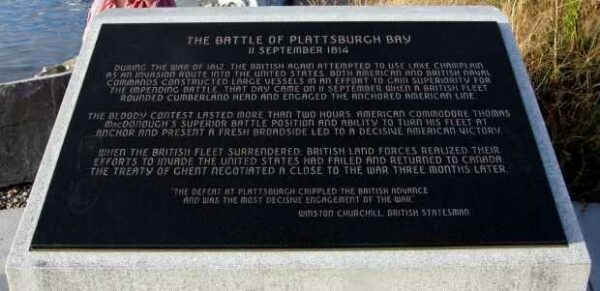 THE BATTLE OF PLATTSBURGH BAY
11 SEPTEMBER 1814
DURING THE WAR OF 1812, THE BRITISH AGAIN ATTEMPTED TO USE LAKE CHAMPLAIN
AS AN INVASION ROUTE INTO THE UNITED STATES. BOTH AMERICAN AND BRITISH NAVAL
COMMANDS CONSTRUCTED LARGE VESSELS IN AN EFFORT TO GAIN SUPERIORITY FOR
THE IMPENDING BATTLE. THAT DAY CAME ON 11 SEPTEMBER WHEN A BRITISH FLEET
ROUNDED CUMBERLAND HEAD AND ENGAGED THE ANCHORED AMERICAN LINE.
THE BLOODY CONTEST LASTED MORE THAN TWO HOURS. AMERICAN COMMODORE THOMAS
MACDONOUGH'S SUPERIOR BATTLE POSITION AND ABILITY TO TURN HIS FLEET AT
ANCHOR AND PRESENT A FRESH BROADSIDE LED TO A DECISIVE AMERICAN VICTORY.
WHEN THE BRITISH FLEET SURRENDERED, BRITISH LAND FORCES REALIZED THEIR
EFFORTS TO INVADE THE UNITED STATES HAD FAILED AND RETURNED TO CANADA.
THE TREATY OF GHENT NEGOTIATED A CLOSE TO THE WAR THREE MONTHS LATER.
"THE DEFEAT AT PLATTSBURGH CRIPPLED THE BRITISH ADVANCE
AND WAS THE MOST DECISIVE ENGAGEMENT OF THE WAR."
WINSTON CHURCHILL, BRITISH STATESMAN